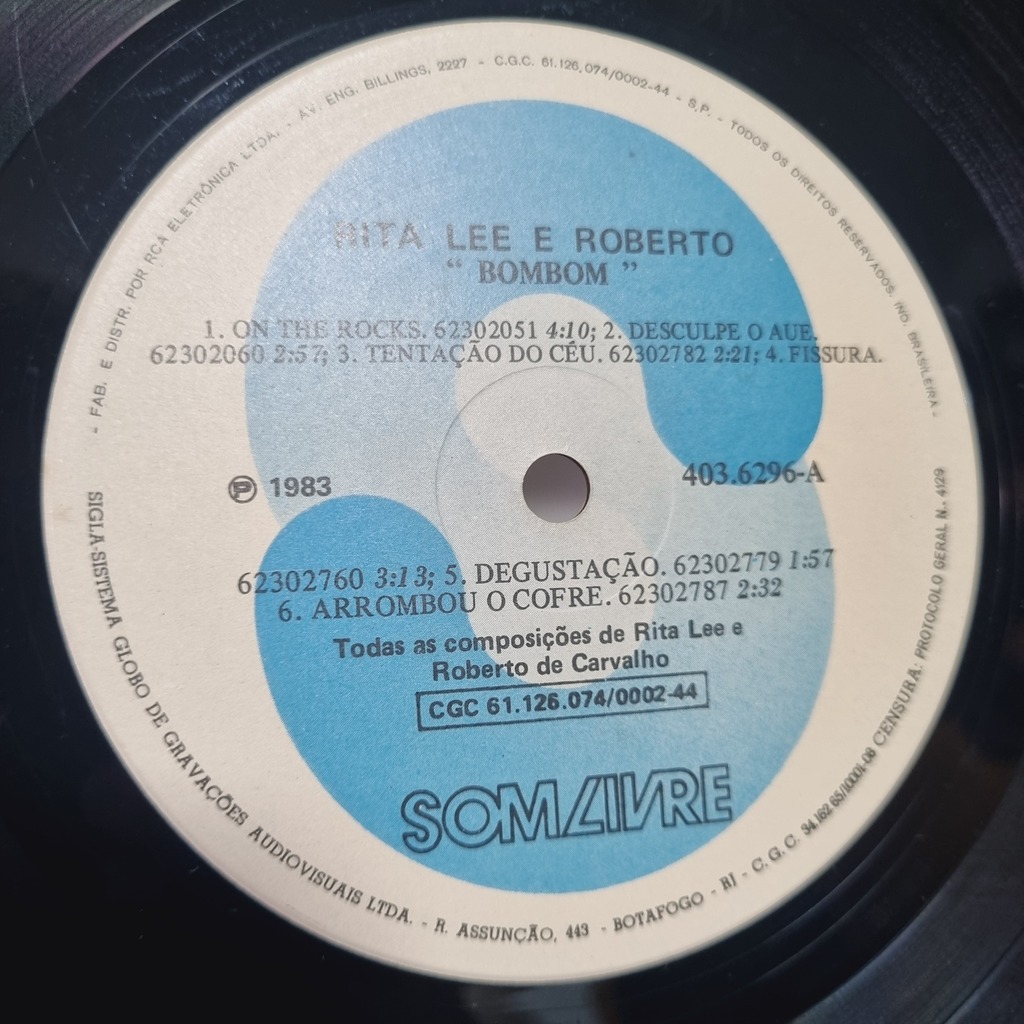 - FAB. E DISTR. POR RCA ELETRÔNICA LTDA. - AV. ENG. BILLINGS, 2227 - C.G.C. 61.126.074/0002-44 - S.P. - TODOS OS DIREITOS RESERVADOS. IND. BRASILEIRA -
RITA LEE E ROBERTO
“ BOMBOM ”
1. ON THE ROCKS. 62302051 4:10; 2. DESCULPE O AUE.
62302060 2:57; 3. TENTAÇÃO DO CÉU. 62302782 2:21; 4. FISSURA.
℗ 1983
403.6296-A
62302760 3:13; 5. DEGUSTAÇÃO. 62302779 1:57
6. ARROMBOU O COFRE. 62302787 2:32
Todas as composições de Rita Lee e
Roberto de Carvalho
CGC 61.126.074/0002-44
SOM LIVRE
SIGLA-SISTEMA GLOBO DE GRAVAÇÕES AUDIOVISUAIS LTDA. - R. ASSUNÇÃO, 443 - BOTAFOGO - RJ - C.G.C. 34.162.65/10001-08 CENSURA: PROTOCOLO GERAL N. 4129